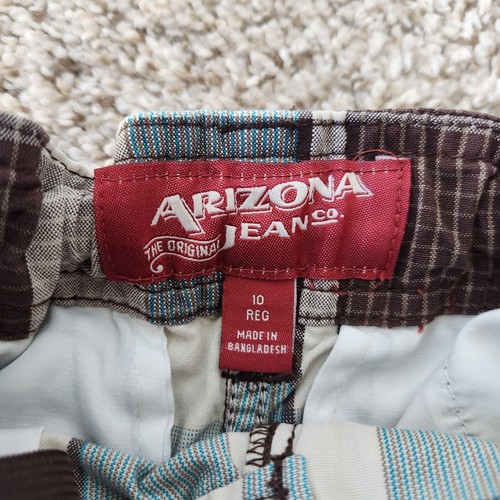 ARIZONA
JEAN CO.
THE ORIGINAL
10
REG
MADE IN
BANGLADESH